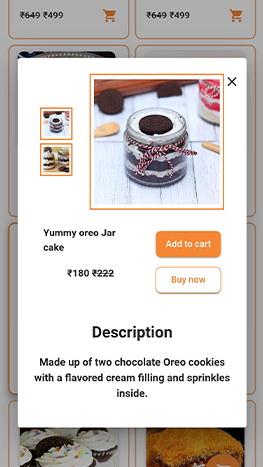 ₹649 ₹499
₹649 ₹499
Yummy oreo Jar
cake
Add to cart
₹180 ₹222
Buy now
Description
Made up of two chocolate Oreo cookies
with a flavored cream filling and sprinkles
inside.